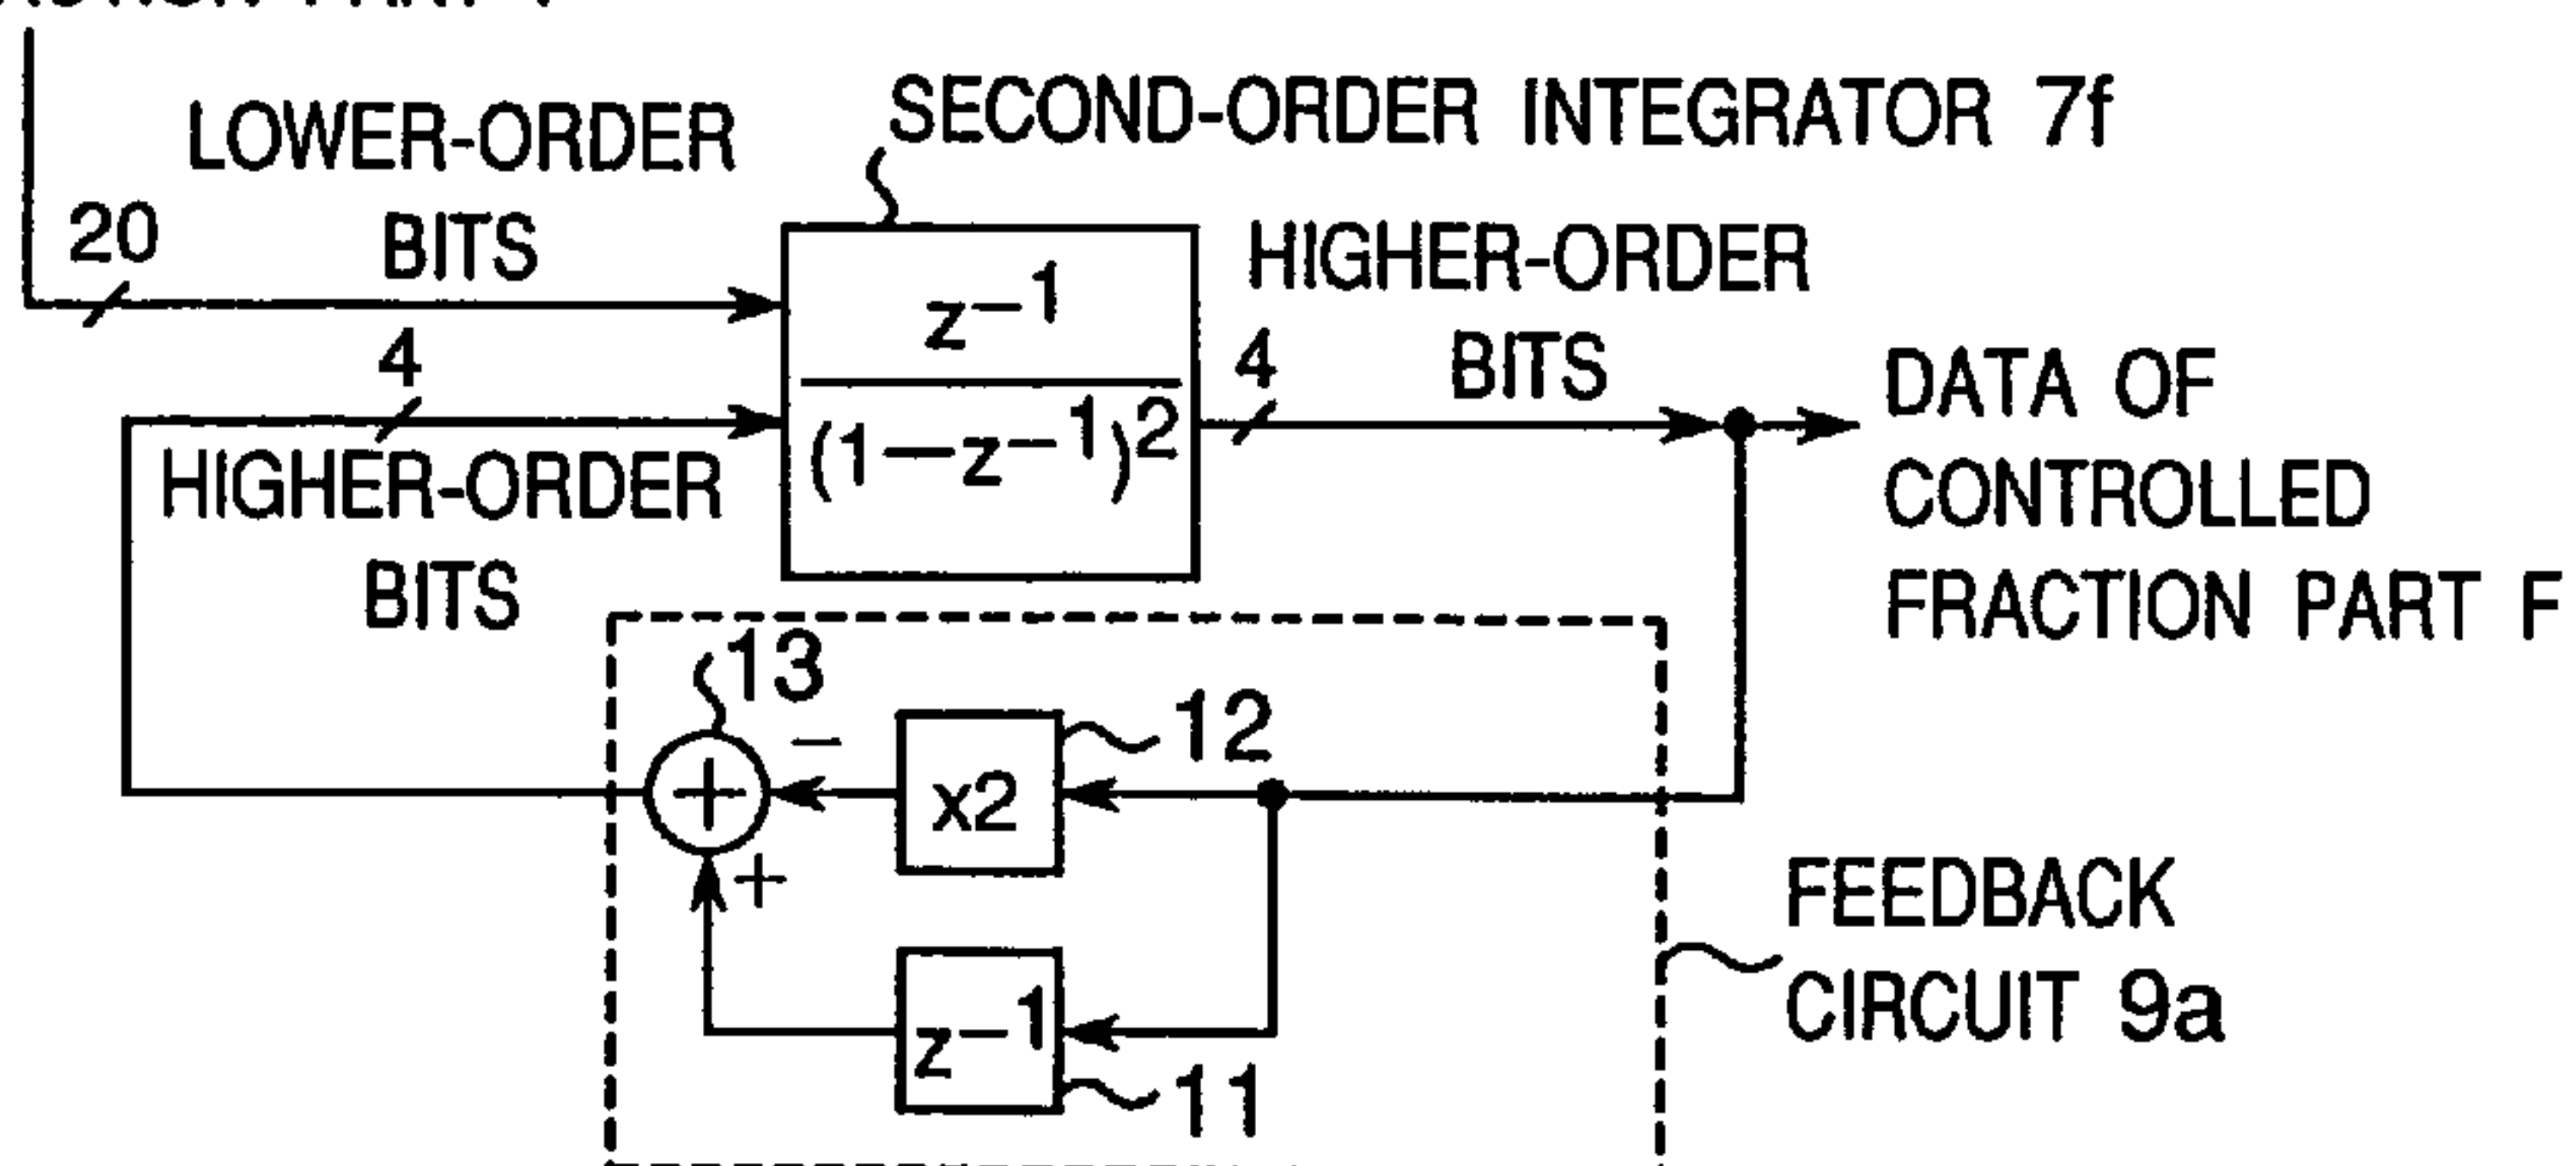 LOWER-ORDER
BITS
20
SECOND-ORDER INTEGRATOR 7f
4
HIGHER-ORDER
BITS
z−1
(1−z−1)2
HIGHER-ORDER
BITS
4
DATA OF
CONTROLLED
FRACTION PART F
13
−
+
+
x2
12
z−1
11
FEEDBACK
CIRCUIT 9a